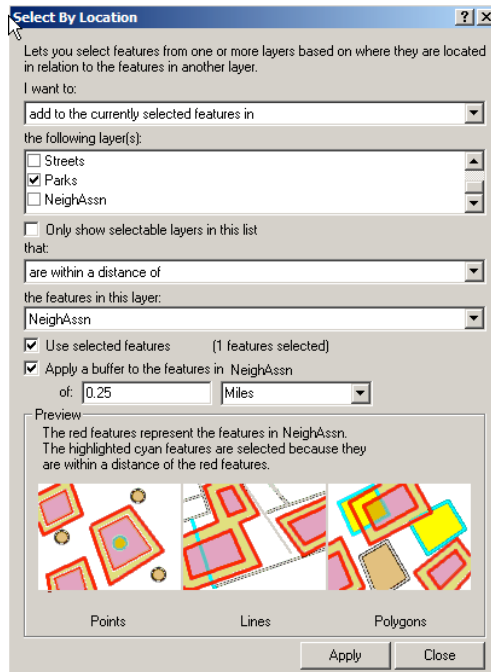 Select By Location
Lets you select features from one or more layers based on where they are located
in relation to the features in another layer.
I want to:
add to the currently selected features in
the following layer(s):
Streets
Parks
NeighAssn
Only show selectable layers in this list
that:
are within a distance of
the features in this layer:
NeighAssn
Use selected features (1 features selected)
Apply a buffer to the features in NeighAssn
of: 0.25 Miles
Preview
The red features represent the features in NeighAssn.
The highlighted cyan features are selected because they
are within a distance of the red features.
Points Lines Polygons
Apply Close